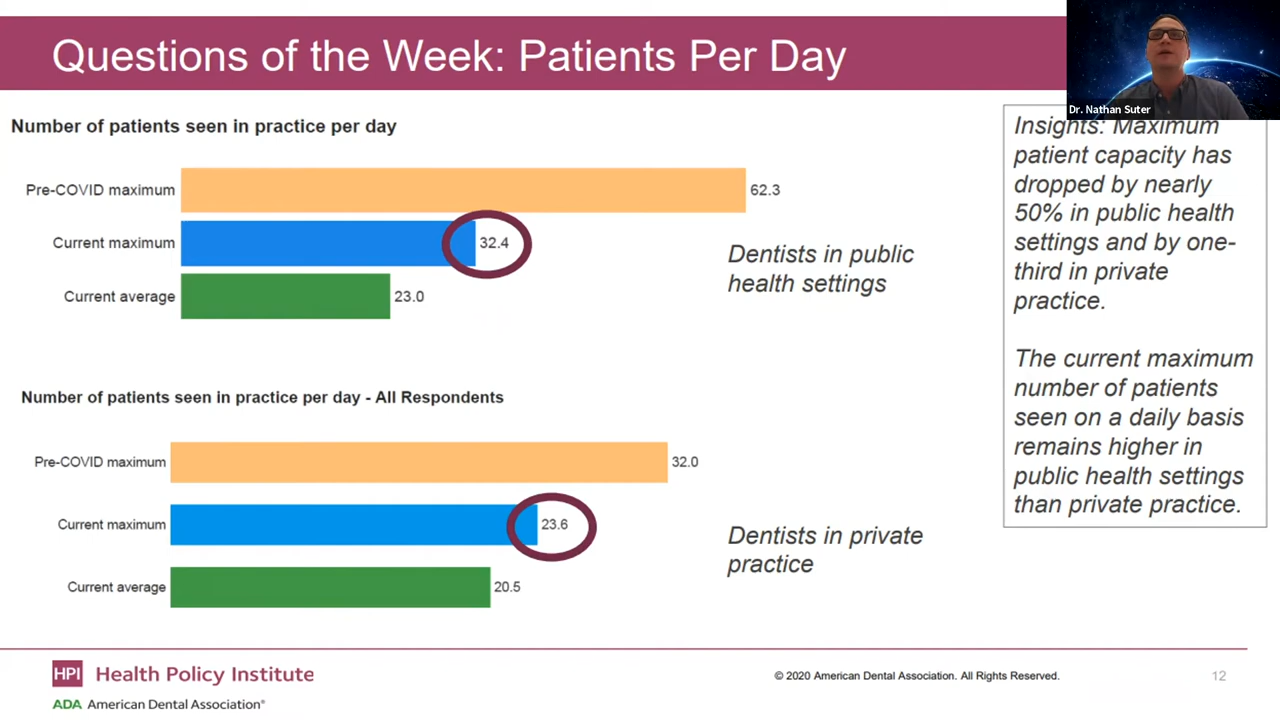 Questions of the Week: Patients Per Day
Dr. Nathan Suter
Number of patients seen in practice per day
Pre-COVID maximum
62.3
Current maximum
32.4
Current average
23.0
Dentists in public
health settings
Number of patients seen in practice per day - All Respondents
Pre-COVID maximum
32.0
Current maximum
23.6
Current average
20.5
Dentists in private
practice
Insights: Maximum
patient capacity has
dropped by nearly
50% in public health
settings and by one-
third in private
practice.
The current maximum
number of patients
seen on a daily basis
remains higher in
public health settings
than private practice.
HPI Health Policy Institute
ADA American Dental Association®
© 2020 American Dental Association. All Rights Reserved.
12